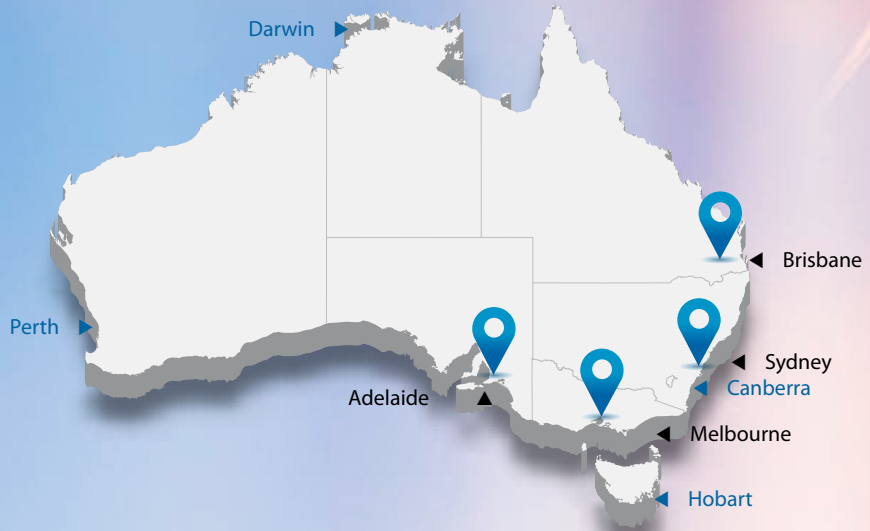 Darwin
Brisbane
Perth
Sydney
Canberra
Adelaide
Melbourne
Hobart